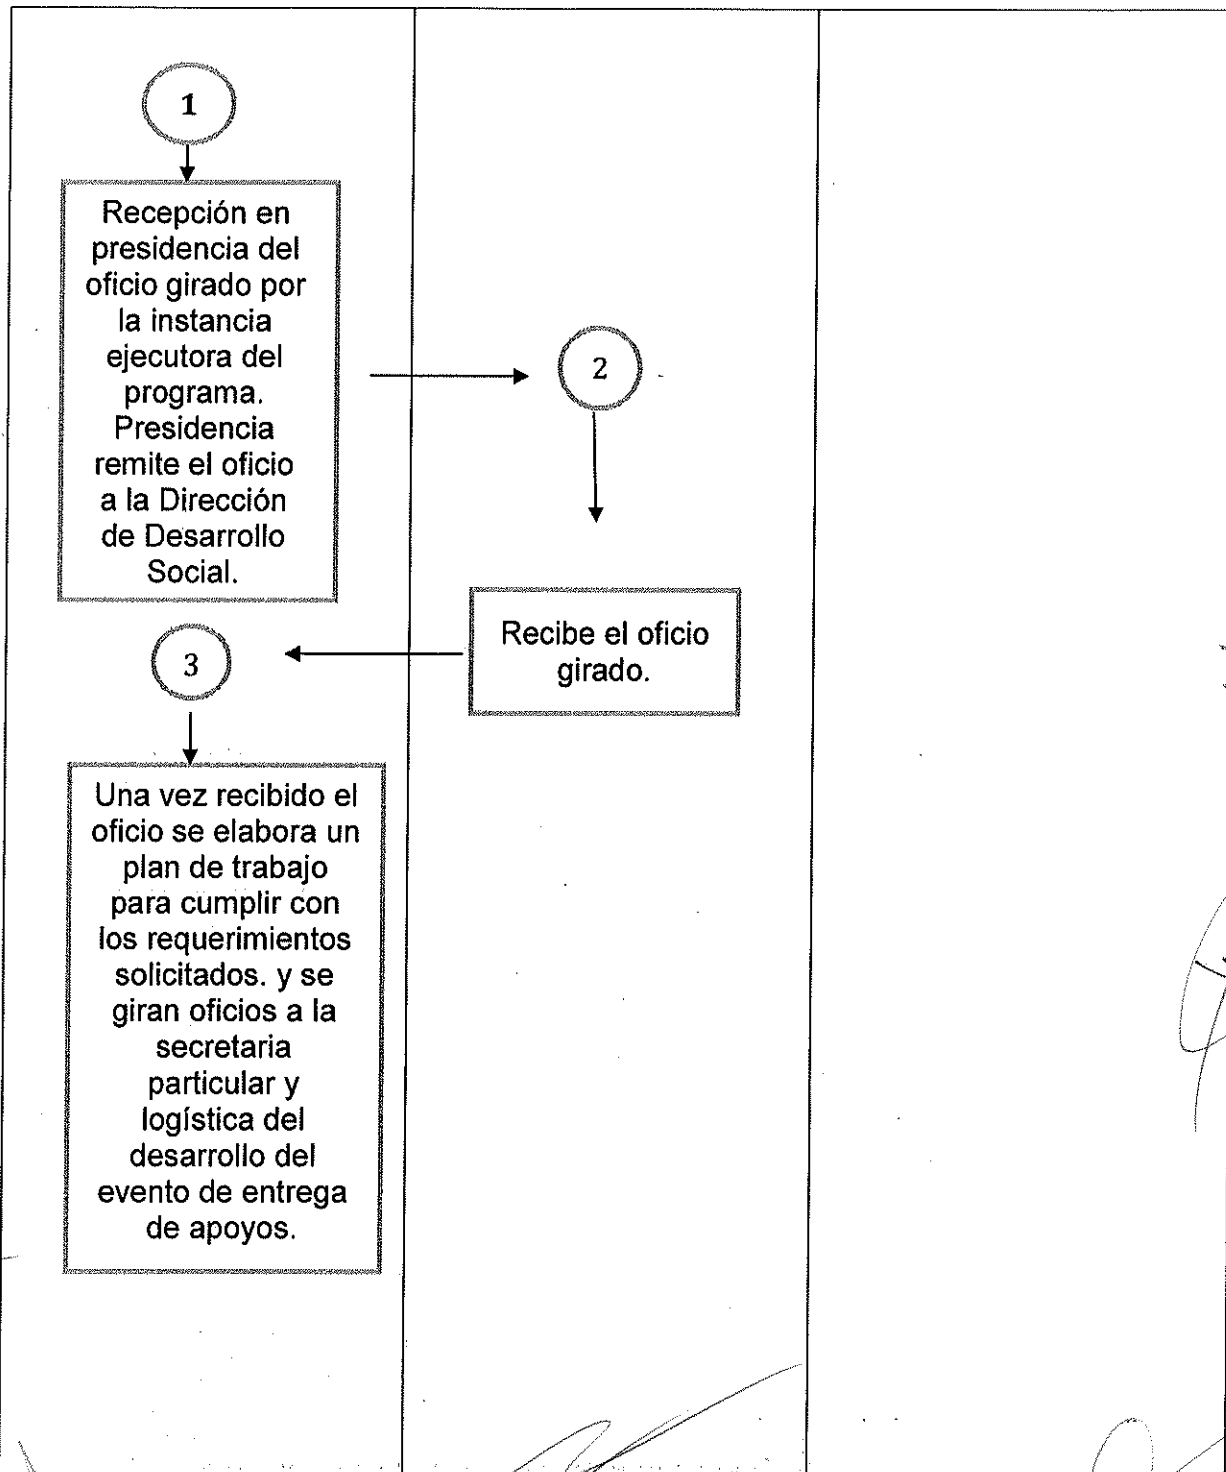 1
Recepción en
presidencia del
oficio girado por
la instancia
ejecutora del
programa.
Presidencia
remite el oficio
a la Dirección
de Desarrollo
Social.
2
Recibe el oficio
girado.
3
Una vez recibido el
oficio se elabora un
plan de trabajo
para cumplir con
los requerimientos
solicitados. y se
giran oficios a la
secretaria
particular y
logística del
desarrollo del
evento de entrega
de apoyos.